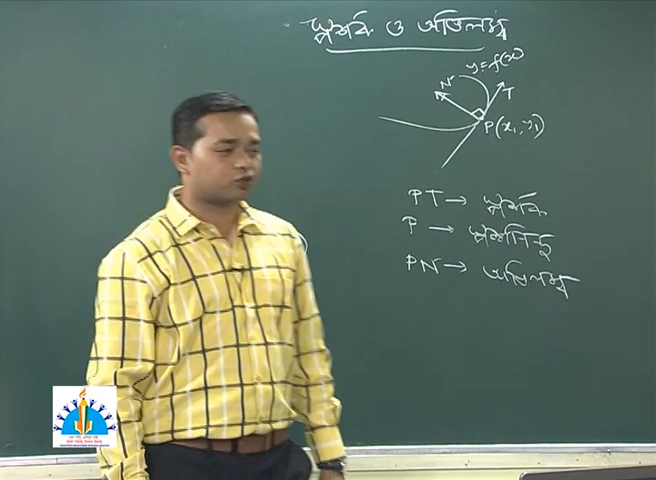 স্পর্শক ও অভিলম্ব
y=f(x)
N
T
P(x₁, y₁)
PT → স্পর্শক
P → স্পর্শবিন্দু
PN → অভিলম্ব